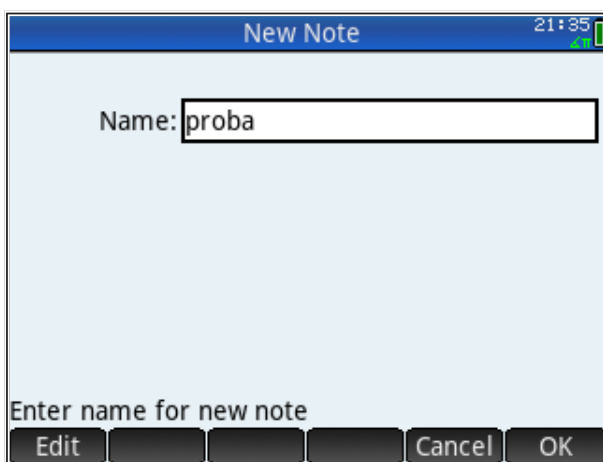 New Note
21:35
∡π
Name: proba
Enter name for new note
Edit Cancel OK